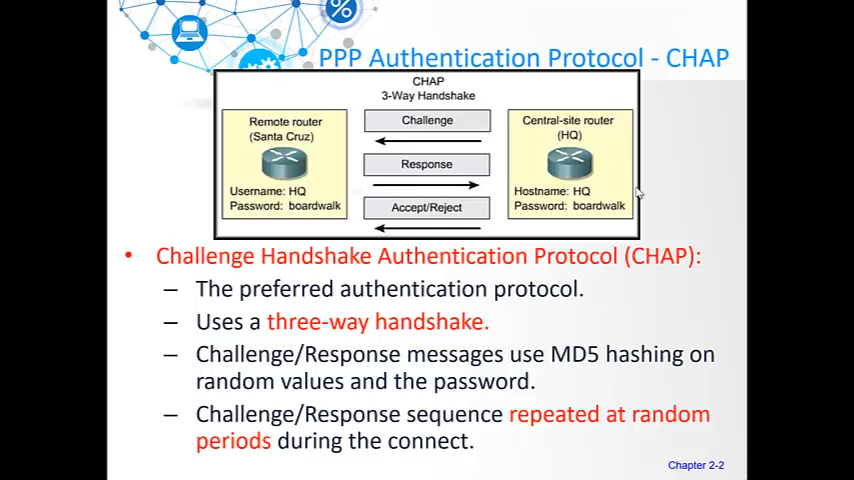 PPP Authentication Protocol - CHAP
CHAP
3-Way Handshake
Remote router
(Santa Cruz)
Username: HQ
Password: boardwalk
Challenge
Response
Accept/Reject
Central-site router
(HQ)
Hostname: HQ
Password: boardwalk
• Challenge Handshake Authentication Protocol (CHAP):
– The preferred authentication protocol.
– Uses a three-way handshake.
– Challenge/Response messages use MD5 hashing on
random values and the password.
– Challenge/Response sequence repeated at random
periods during the connect.
Chapter 2-2